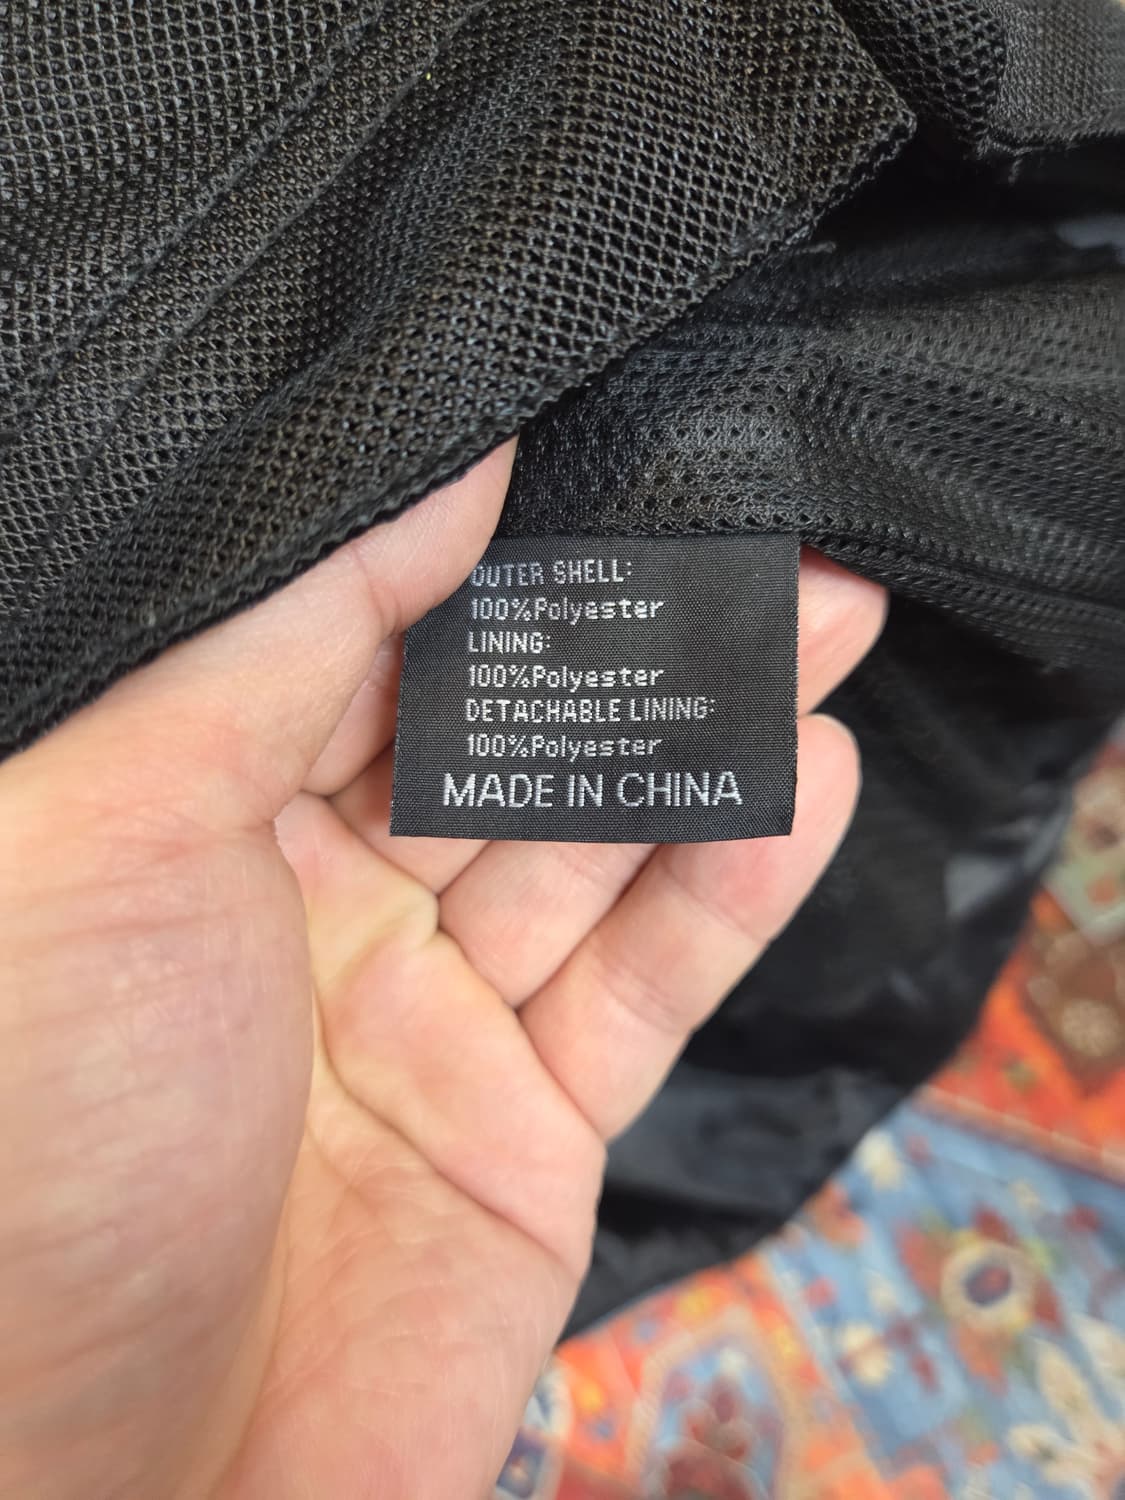 OUTER SHELL:
100%Polyester
LINING:
100%Polyester
DETACHABLE LINING:
100%Polyester
MADE IN CHINA